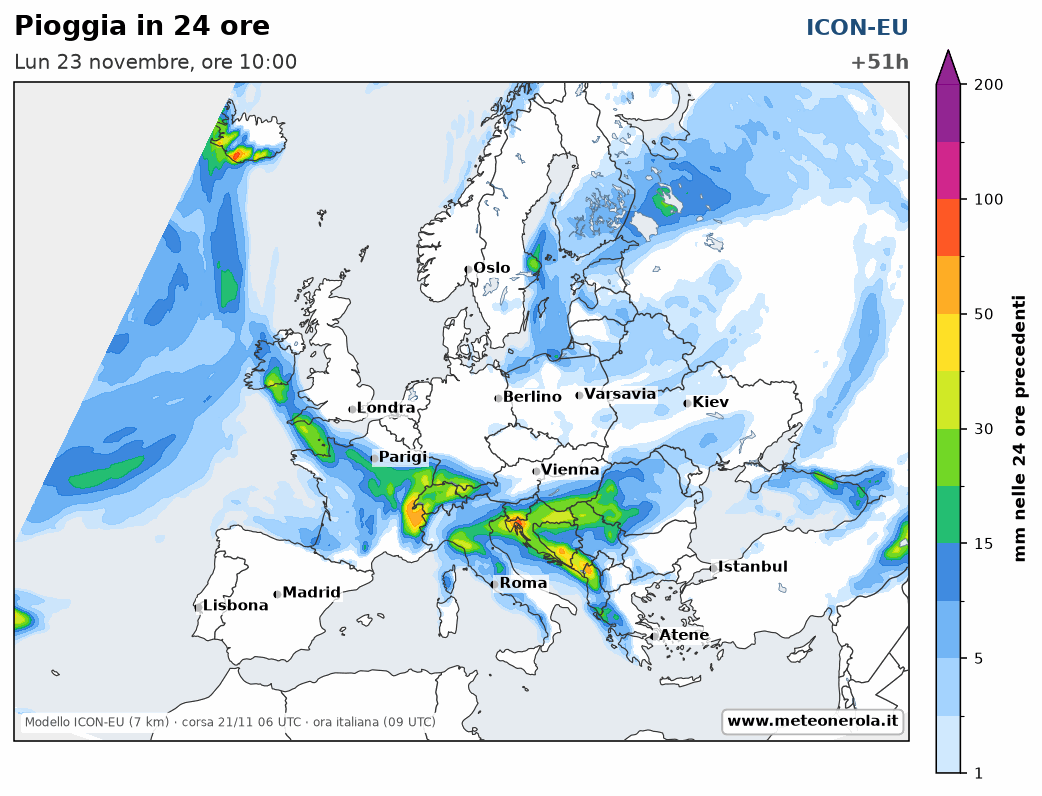 Pioggia in 24 ore
ICON-EU
Lun 23 novembre, ore 10:00
+51h
200
100
50
30
15
5
1
mm nelle 24 ore precedenti
Oslo
Londra
Berlino
Varsavia
Kiev
Parigi
Vienna
Istanbul
Roma
Madrid
Lisbona
Atene
Modello ICON-EU (7 km) · corsa 21/11 06 UTC · ora italiana (09 UTC)
www.meteonerola.it